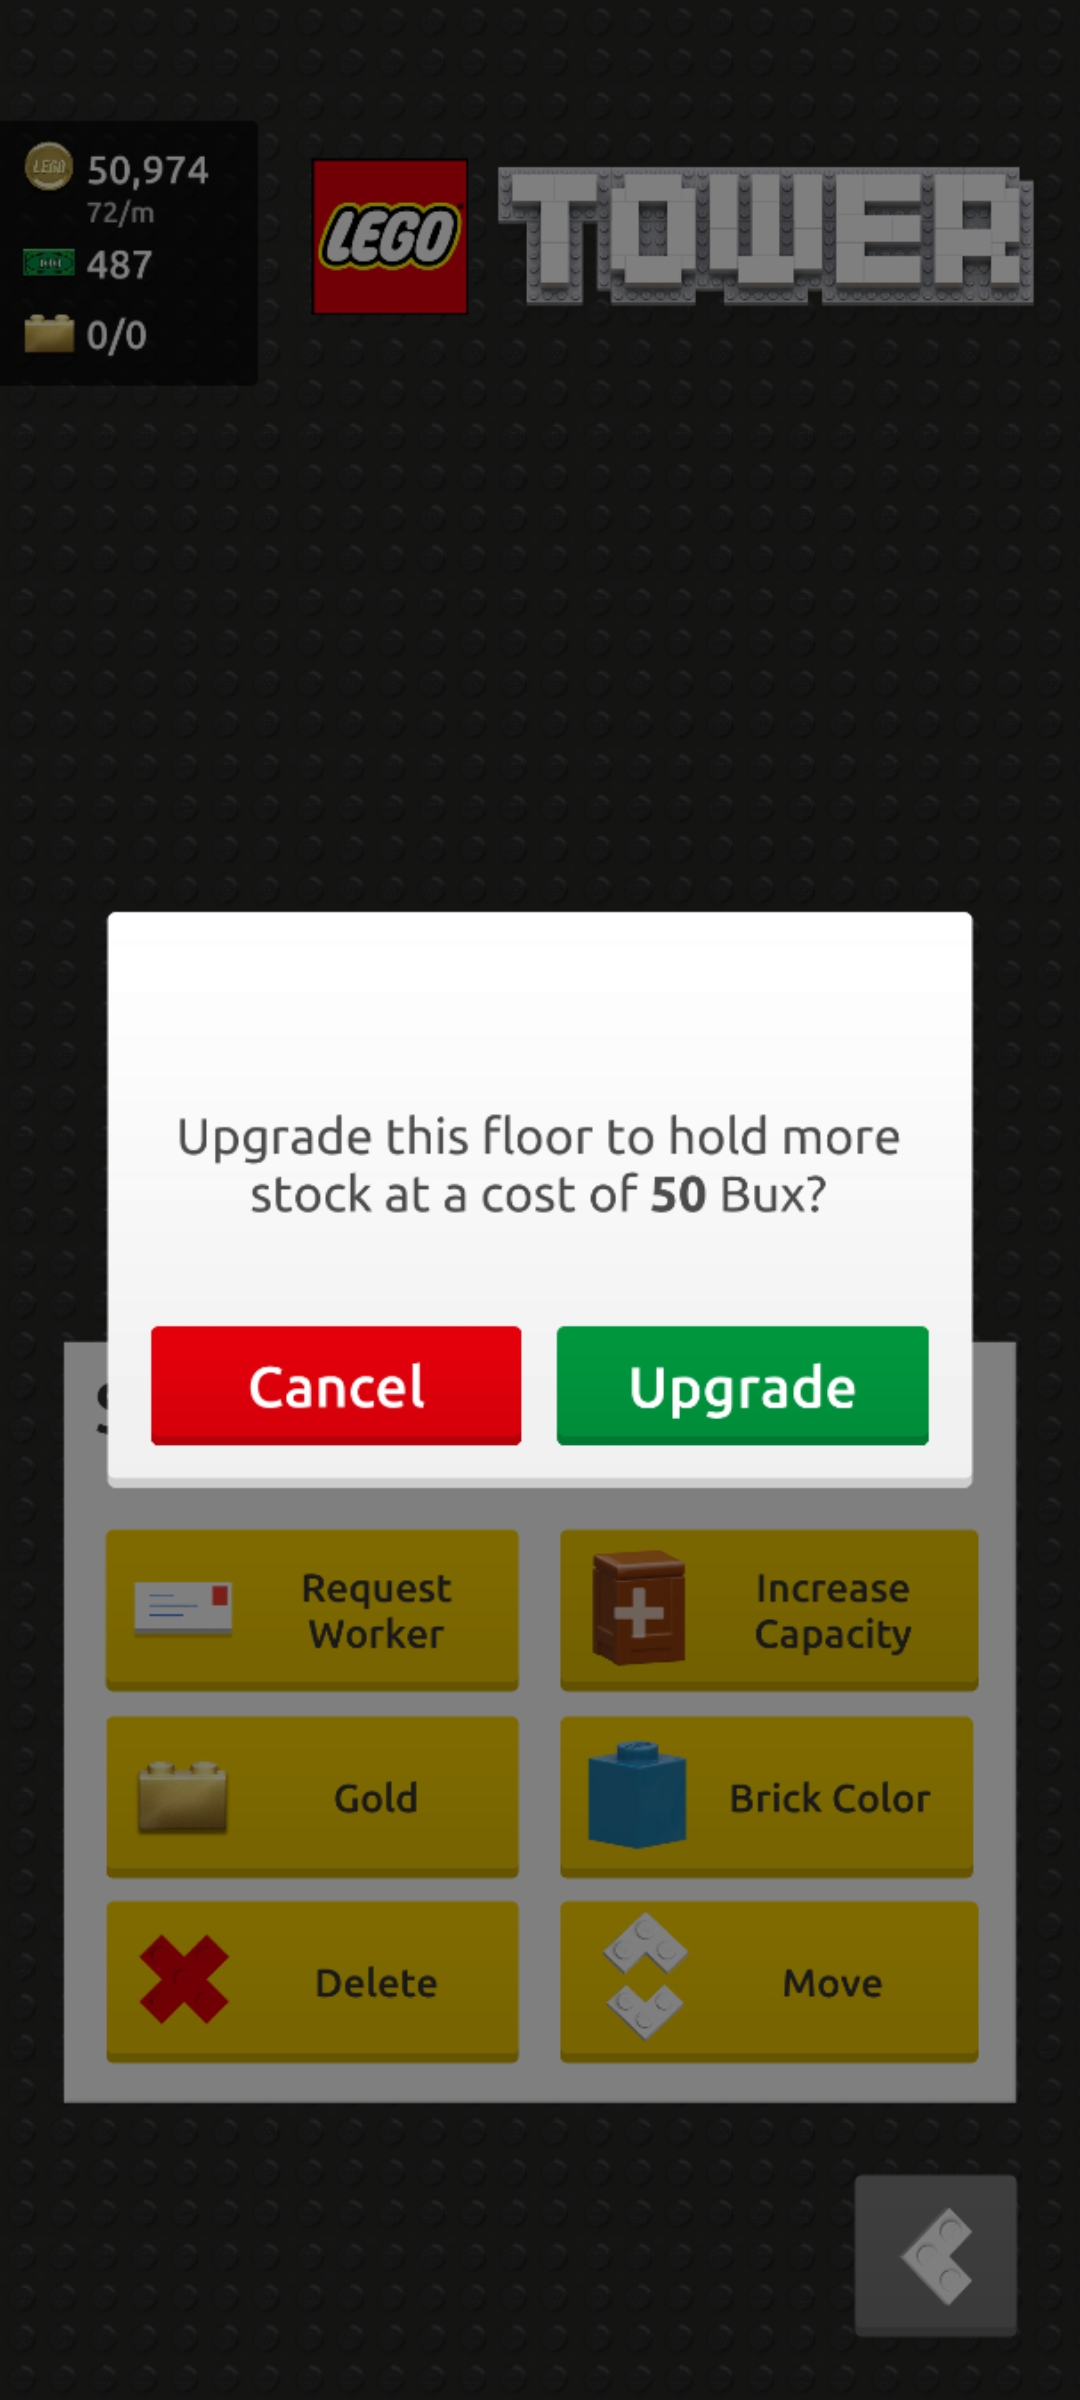 LEGO
50,974
72/m
487
0/0
LEGO
TOWER
Upgrade this floor to hold more
stock at a cost of 50 Bux?
Cancel
Upgrade
Request
Worker
Increase
Capacity
Gold
Brick Color
Delete
Move